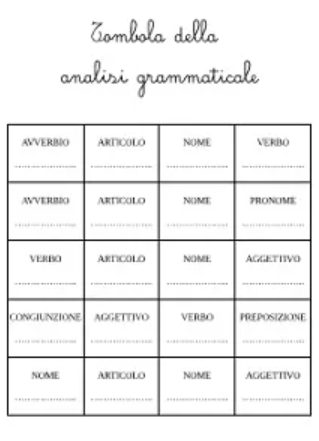 Tombola della
analisi grammaticale
AVVERBIO ARTICOLO NOME VERBO
AVVERBIO ARTICOLO NOME PRONOME
VERBO ARTICOLO NOME AGGETTIVO
CONGIUNZIONE AGGETTIVO VERBO PREPOSIZIONE
NOME ARTICOLO NOME AGGETTIVO